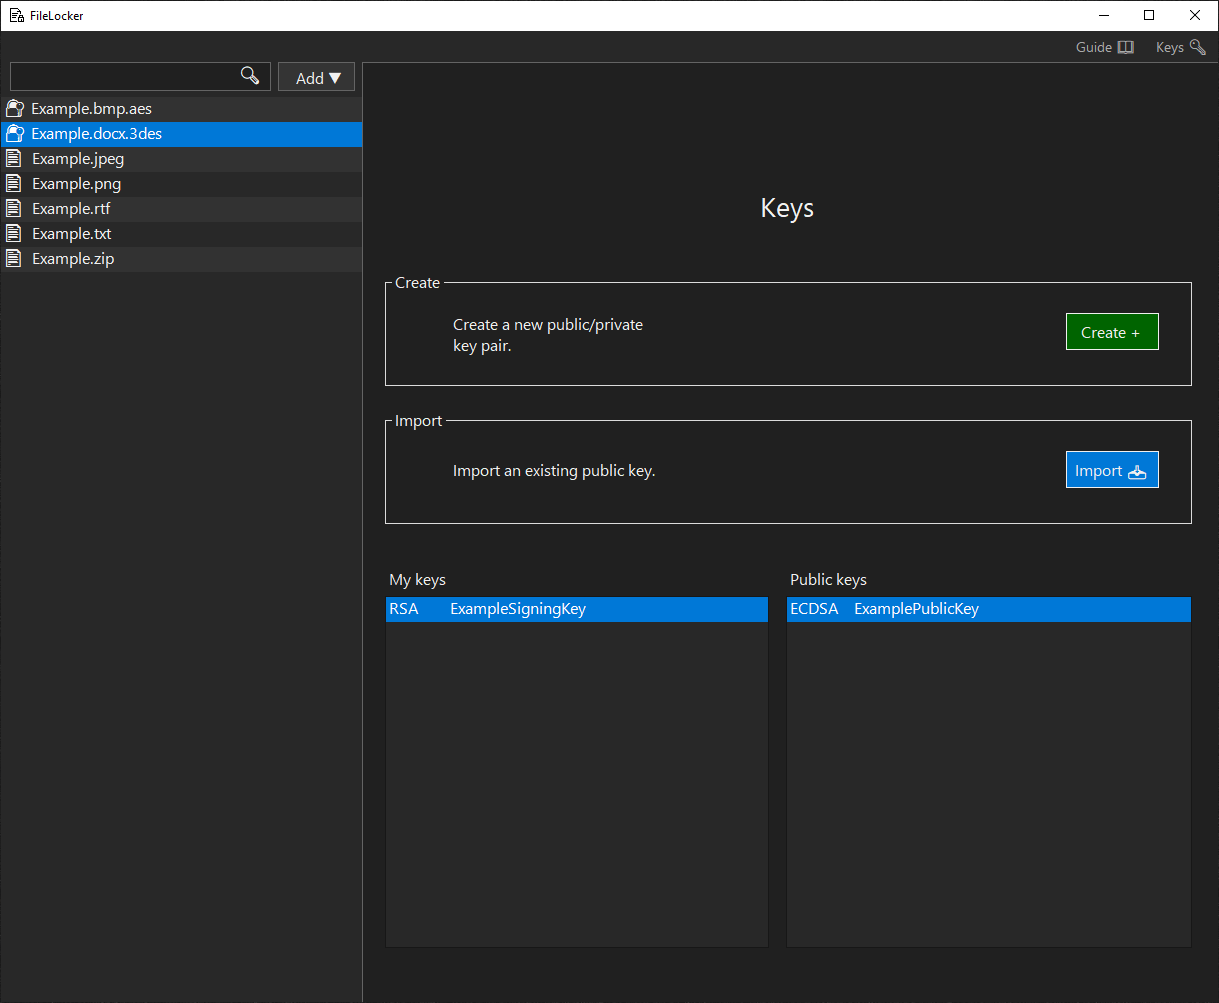 FileLocker
Guide
Keys
Add ▼
Example.bmp.aes
Example.docx.3des
Example.jpeg
Example.png
Example.rtf
Example.txt
Example.zip
Keys
Create
Create a new public/private
key pair.
Create +
Import
Import an existing public key.
Import
My keys
RSA ExampleSigningKey
Public keys
ECDSA ExamplePublicKey